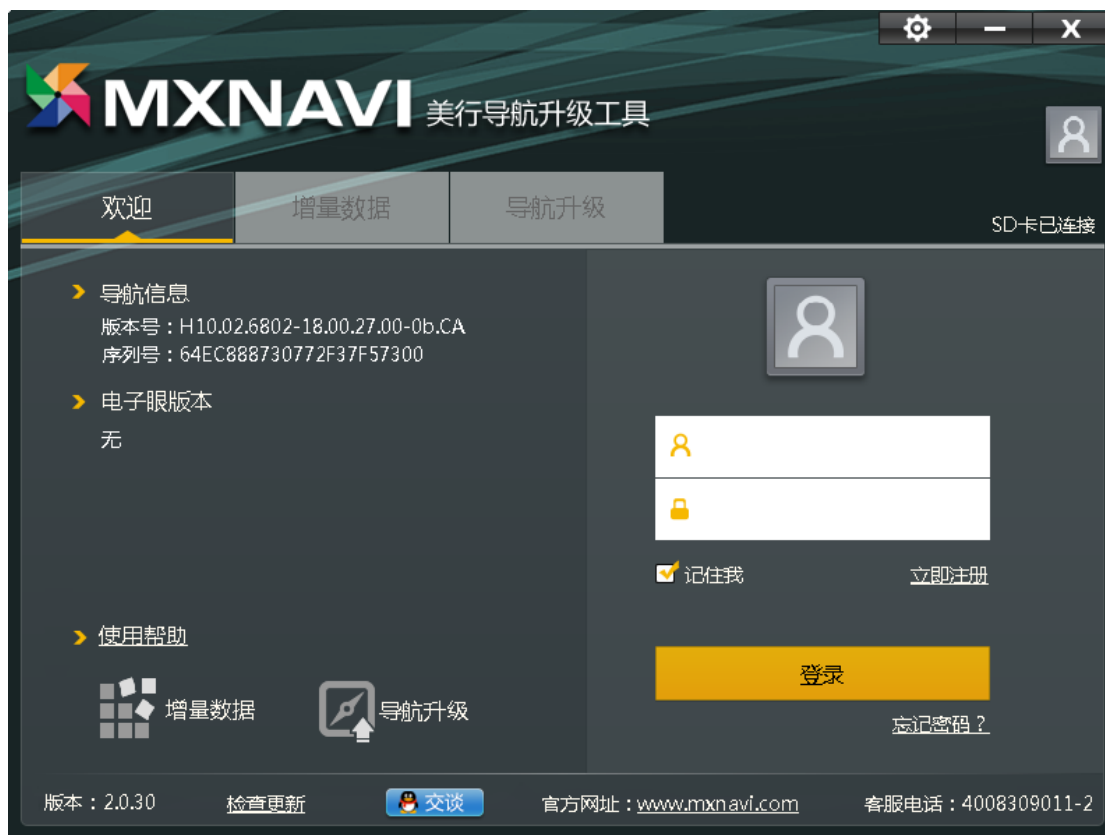 X
MXNAVI 美行导航升级工具
欢迎
增量数据
导航升级
SD卡已连接
导航信息
版本号：H10.02.6802-18.00.27.00-0b.CA
序列号：64EC888730772F37F57300
电子眼版本
无
记住我
立即注册
使用帮助
登录
增量数据
导航升级
忘记密码？
版本：2.0.30
检查更新
交谈
官方网址：www.mxnavi.com
客服电话：4008309011-2